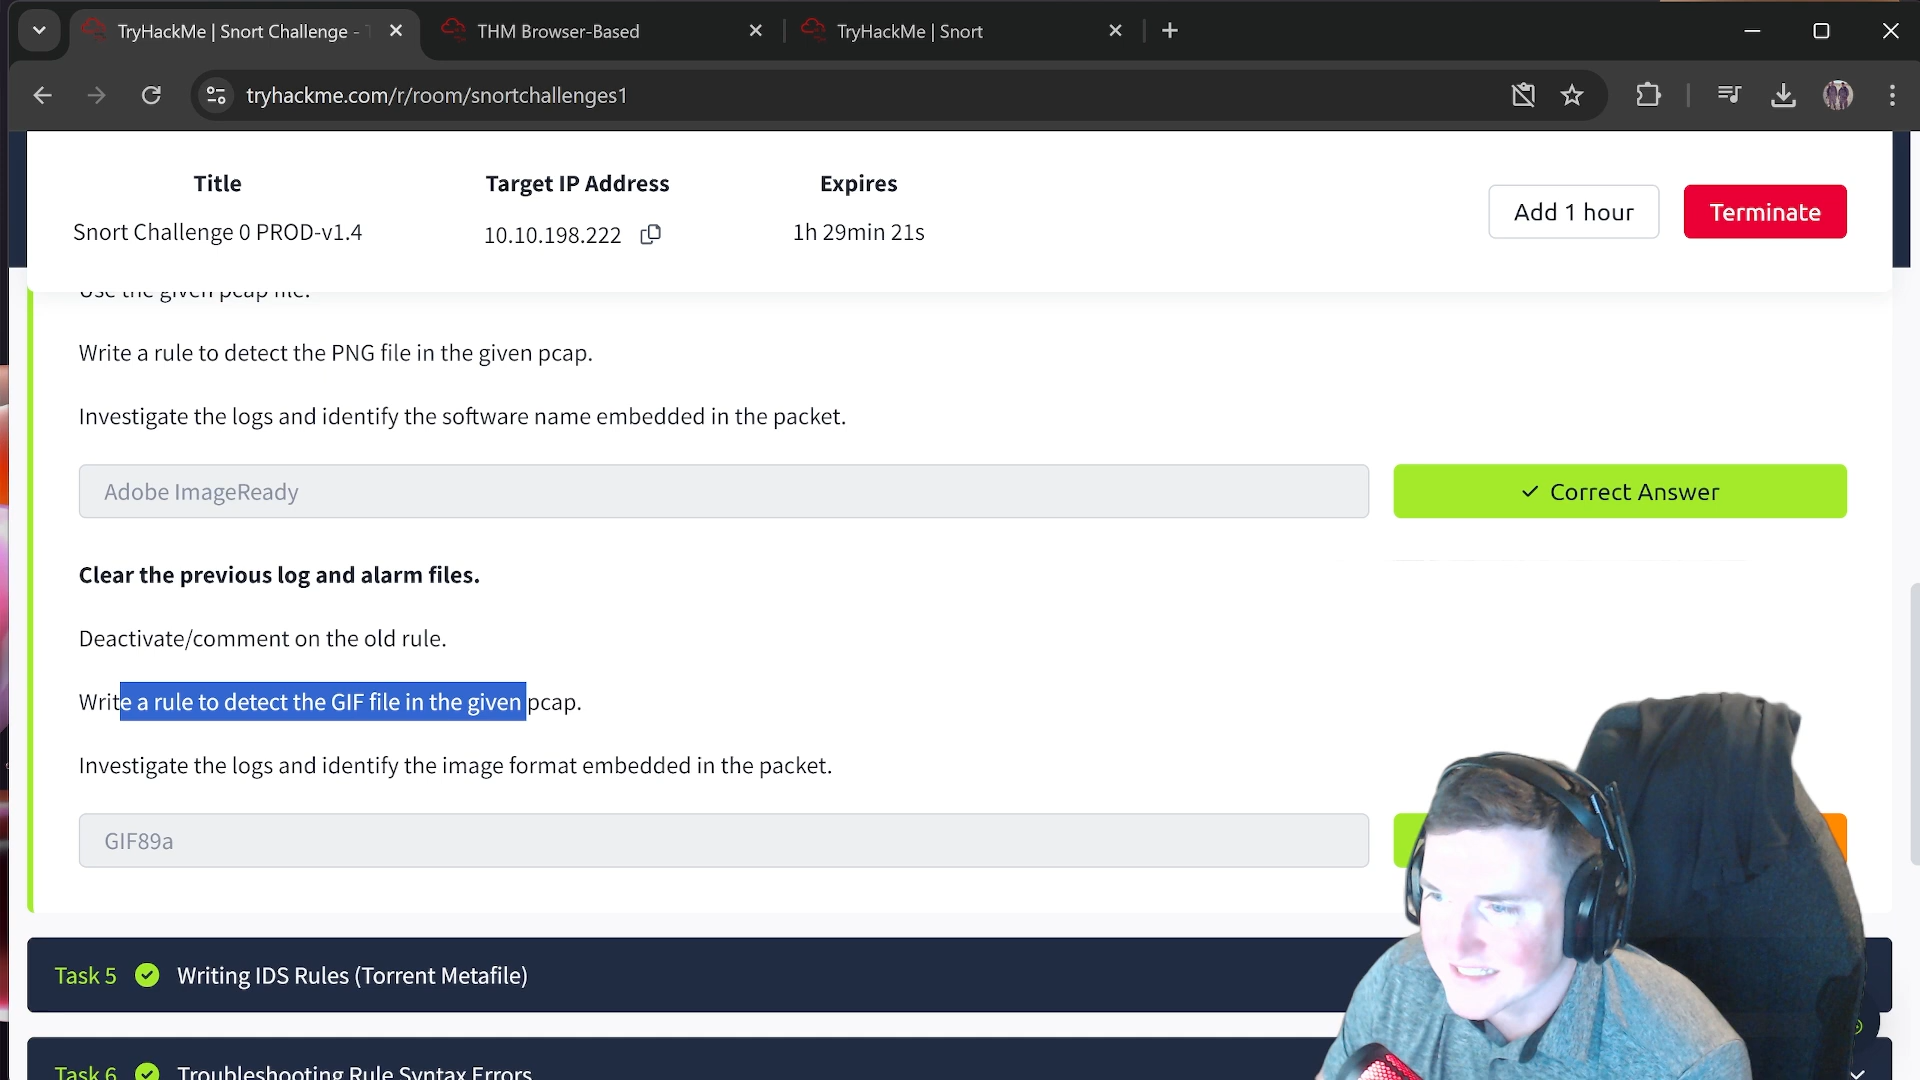 TryHackMe | Snort Challenge -
THM Browser-Based
TryHackMe | Snort
tryhackme.com/r/room/snortchallenges1
Title
Target IP Address
Expires
Snort Challenge 0 PROD-v1.4
10.10.198.222
1h 29min 21s
Add 1 hour
Terminate
Use the given pcap file.
Write a rule to detect the PNG file in the given pcap.
Investigate the logs and identify the software name embedded in the packet.
Adobe ImageReady
Correct Answer
Clear the previous log and alarm files.
Deactivate/comment on the old rule.
Write a rule to detect the GIF file in the given pcap.
Investigate the logs and identify the image format embedded in the packet.
GIF89a
Task 5
Writing IDS Rules (Torrent Metafile)
Task 6
Troubleshooting Rule Syntax Errors